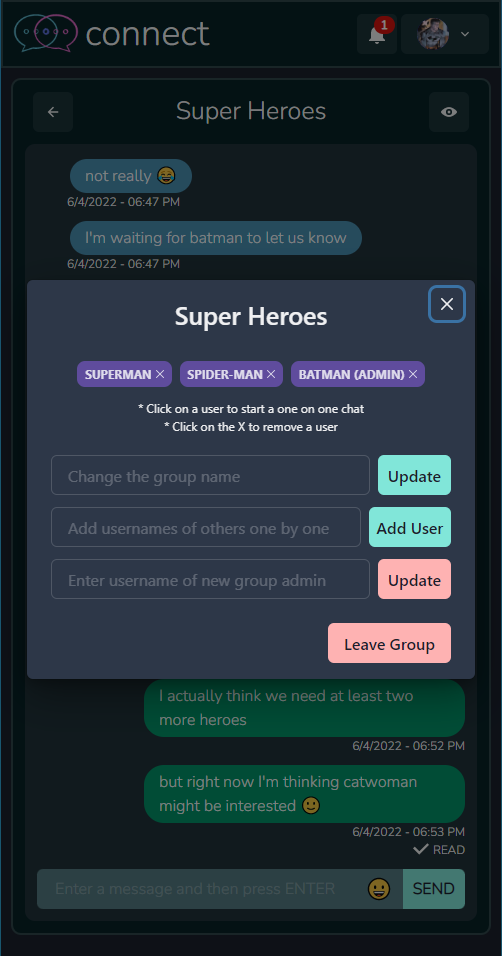 connect
1
Super Heroes
not really 😄
6/4/2022 - 06:47 PM
I'm waiting for batman to let us know
6/4/2022 - 06:47 PM
Super Heroes
SUPERMAN × SPIDER-MAN × BATMAN (ADMIN) ×
* Click on a user to start a one on one chat
* Click on the X to remove a user
Change the group name
Update
Add usernames of others one by one
Add User
Enter username of new group admin
Update
Leave Group
I actually think we need at least two
more heroes
6/4/2022 - 06:52 PM
but right now I'm thinking catwoman
might be interested 🙂
6/4/2022 - 06:53 PM
READ
Enter a message and then press ENTER
SEND